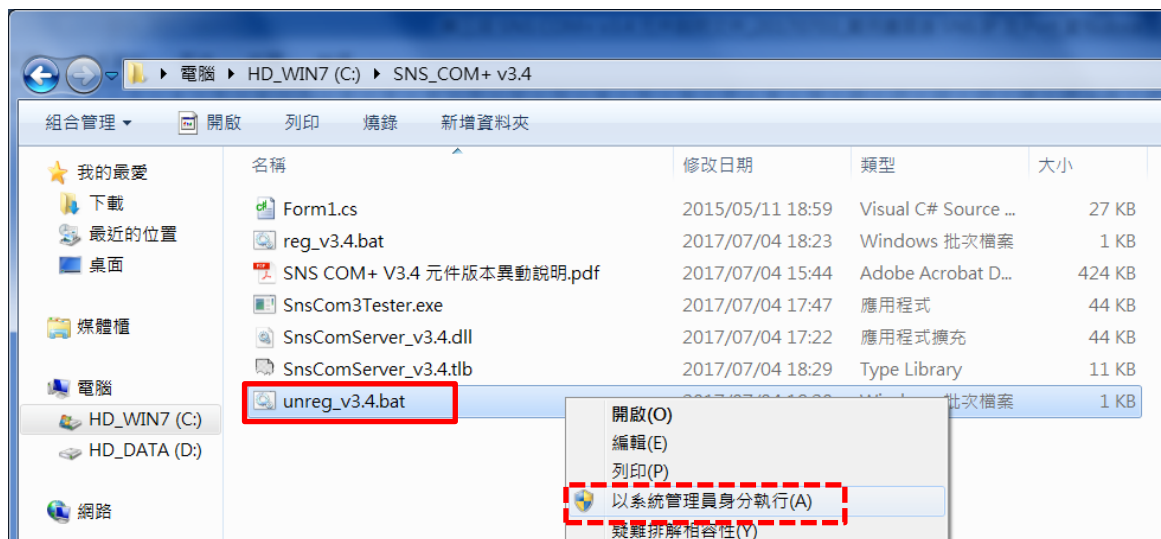 電腦 ▸ HD_WIN7 (C:) ▸ SNS_COM+ v3.4
組合管理 開啟 列印 燒錄 新增資料夾
我的最愛
下載
最近的位置
桌面
媒體櫃
電腦
HD_WIN7 (C:)
HD_DATA (D:)
網路
名稱 修改日期 類型 大小
Form1.cs 2015/05/11 18:59 Visual C# Source ... 27 KB
reg_v3.4.bat 2017/07/04 18:23 Windows 批次檔案 1 KB
SNS COM+ V3.4 元件版本異動說明.pdf 2017/07/04 15:44 Adobe Acrobat D... 424 KB
SnsCom3Tester.exe 2017/07/04 17:47 應用程式 44 KB
SnsComServer_v3.4.dll 2017/07/04 17:22 應用程式擴充 44 KB
SnsComServer_v3.4.tlb 2017/07/04 18:29 Type Library 11 KB
unreg_v3.4.bat 批次檔案 1 KB
開啟(O)
編輯(E)
列印(P)
以系統管理員身分執行(A)
疑難排解相容性(Y)